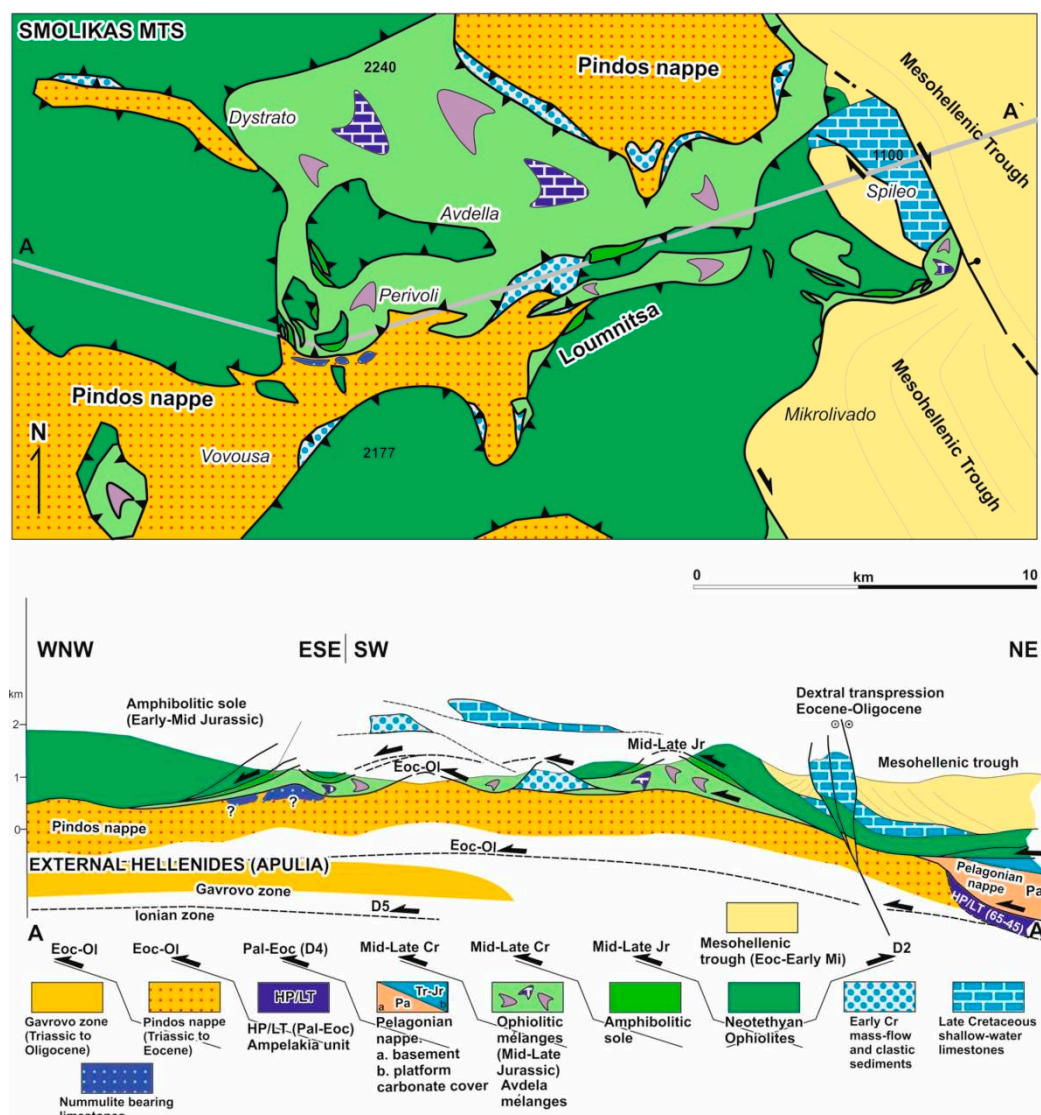 SMOLIKAS MTS
2240
Pindos nappe
Dystrato
Mesohellenic Trough
A`
1100
Spileo
Avdella
A
Perivoli
Loumnitsa
Pindos nappe
Mikrolivado
Mesohellenic Trough
Mesohellenic Trough
N
Vovousa
2177
0
km
10
WNW
ESE
SW
NE
km
Amphibolitic sole
(Early-Mid Jurassic)
Dextral transpression
Eocene-Oligocene
2
Mid-Late Jr
Eoc-Ol
Mesohellenic trough
1
?
?
Pindos nappe
0
Eoc-Ol
EXTERNAL HELLENIDES (APULIA)
Pelagonian
nappe
Pa
Gavrovo zone
HP/LT (65-45)
D5
Ionian zone
A
A
Eoc-Ol
Eoc-Ol
Pal-Eoc (D4)
Mid-Late Cr
Mid-Late Cr
Mid-Late Jr
Mesohellenic
trough (Eoc-Early Mi)
D2
HP/LT
Tr-Jr
Pa
a
b
Gavrovo zone
(Triassic to
Oligocene)
Pindos nappe
(Triassic to
Eocene)
HP/LT (Pal-Eoc)
Ampelakia unit
Pelagonian
nappe.
a. basement
b. platform
carbonate cover
Ophiolitic
mélanges
(Mid-Late
Jurassic)
Avdela
mélanges
Amphibolitic
sole
Neotethyan
Ophiolites
Early Cr
mass-flow
and clastic
sediments
Late Cretaceous
shallow-water
limestones
Nummulite bearing